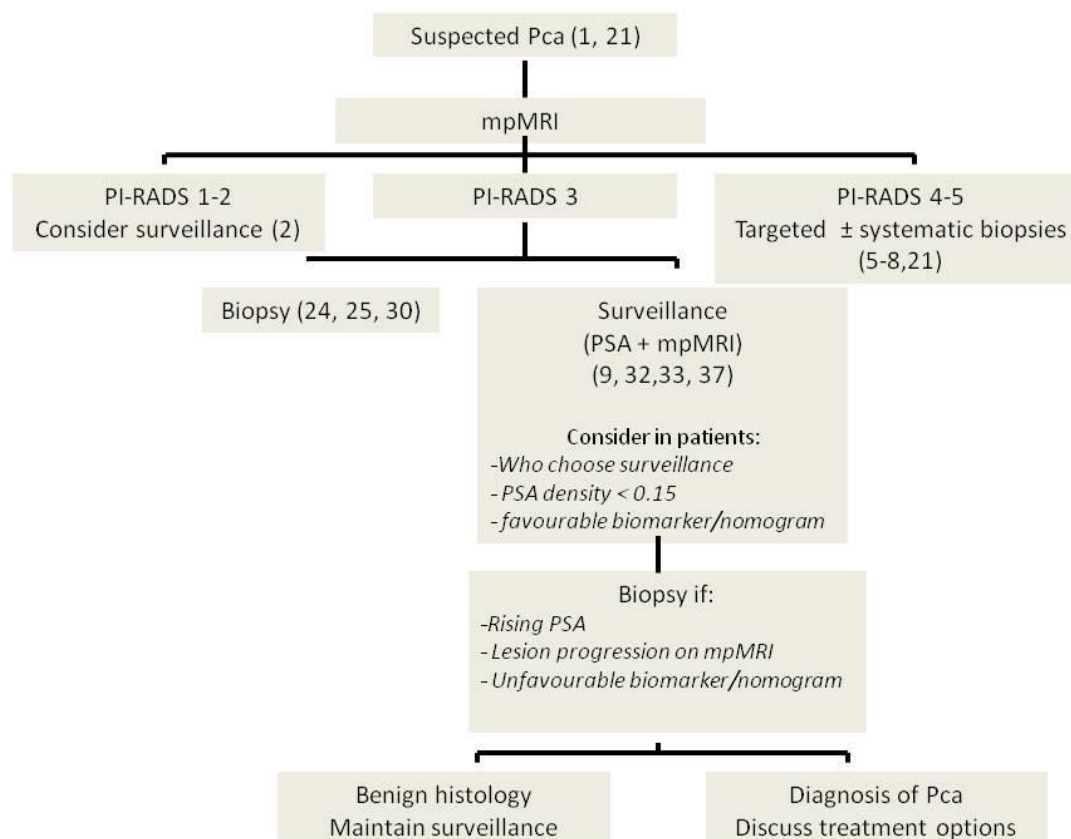 Suspected Pca (1, 21)
mpMRI
PI-RADS 1-2
Consider surveillance (2)
PI-RADS 3
PI-RADS 4-5
Targeted ± systematic biopsies
(5-8,21)
Biopsy (24, 25, 30)
Surveillance
(PSA + mpMRI)
(9, 32,33, 37)
Consider in patients:
-Who choose surveillance
-PSA density < 0.15
-favourable biomarker/nomogram
Biopsy if:
-Rising PSA
-Lesion progression on mpMRI
-Unfavourable biomarker/nomogram
Benign histology
Maintain surveillance
Diagnosis of Pca
Discuss treatment options